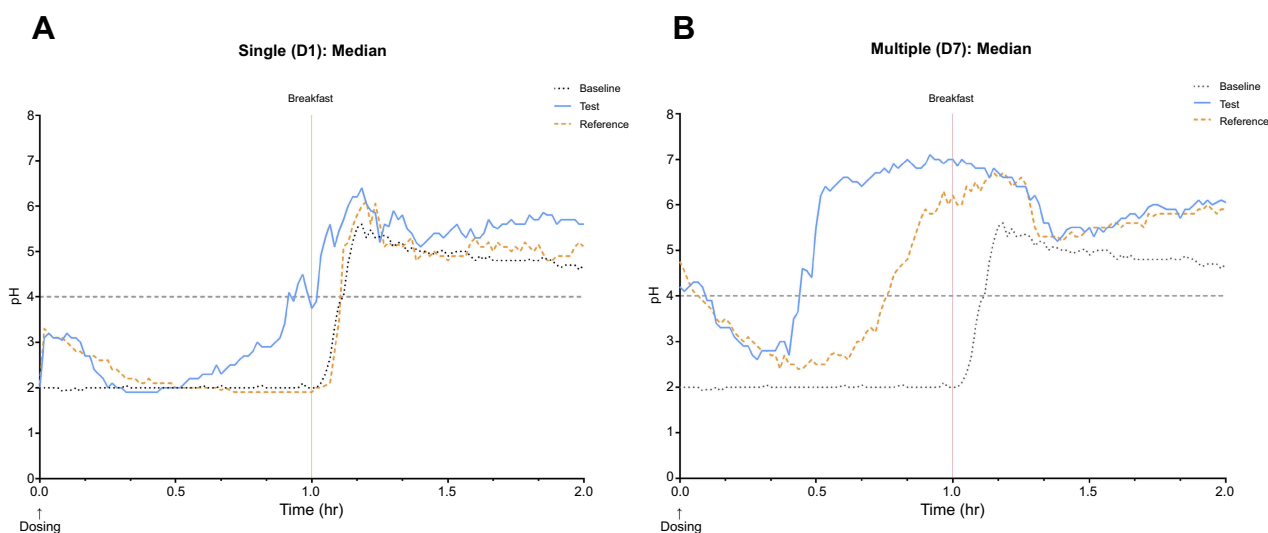 A
Single (D1): Median
Baseline
Test
Reference
Breakfast
8
7
6
5
4
3
2
1
0
pH
0.0
0.5
1.0
1.5
2.0
Time (hr)
↑
Dosing
B
Multiple (D7): Median
Baseline
Test
Reference
Breakfast
8
7
6
5
4
3
2
1
0
pH
0.0
0.5
1.0
1.5
2.0
Time (hr)
↑
Dosing